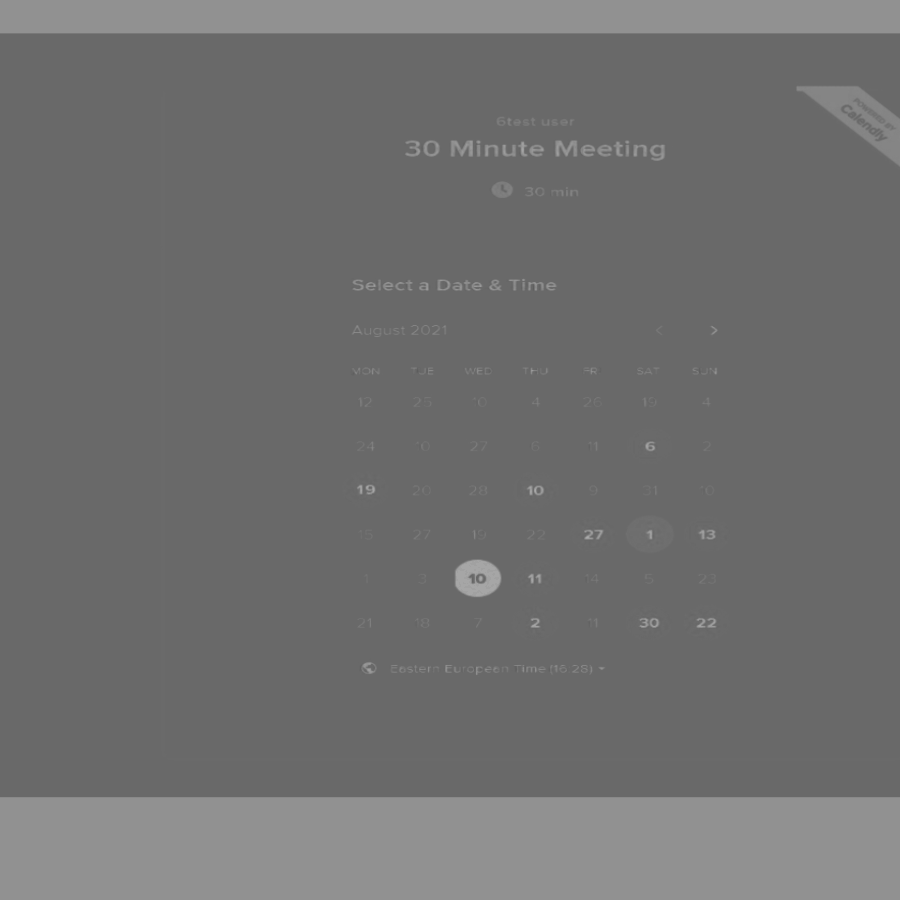 POWERED BY
Calendly
6test user
30 Minute Meeting
30 min
Select a Date & Time
August 2021
MON TUE WED THU FRI SAT SUN
12 25 10 4 26 19 4
24 10 27 11 6 2
19 20 28 10 9 31 10
15 27 19 22 27 1 13
1 3 10 11 14 5 23
21 18 7 2 11 30 22
Eastern European Time (16:28)